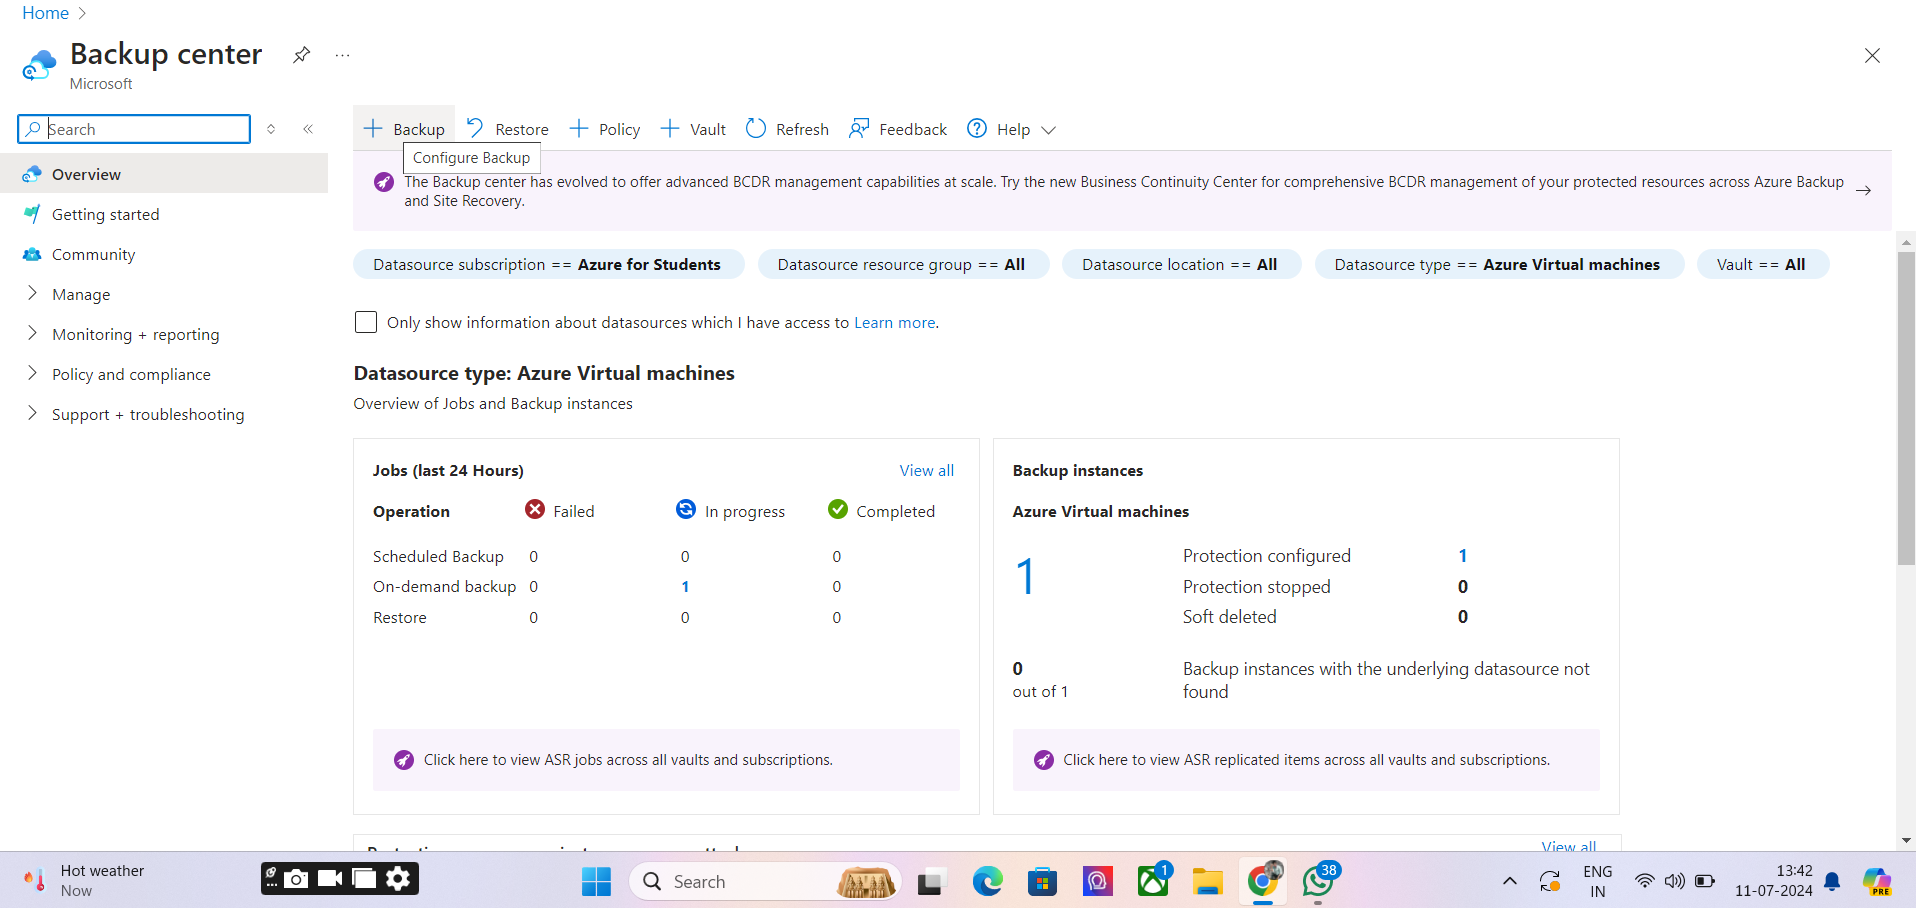 Home
Backup center
Microsoft
Search
Overview
Getting started
Community
Manage
Monitoring + reporting
Policy and compliance
Support + troubleshooting
Backup
Restore
Policy
Vault
Refresh
Feedback
Help
Configure Backup
The Backup center has evolved to offer advanced BCDR management capabilities at scale. Try the new Business Continuity Center for comprehensive BCDR management of your protected resources across Azure Backup
and Site Recovery.
Datasource subscription == Azure for Students
Datasource resource group == All
Datasource location == All
Datasource type == Azure Virtual machines
Vault == All
Only show information about datasources which I have access to Learn more.
Datasource type: Azure Virtual machines
Overview of Jobs and Backup instances
Jobs (last 24 Hours) View all
Operation Failed In progress Completed
Scheduled Backup 0 0 0
On-demand backup 0 1 0
Restore 0 0 0
Click here to view ASR jobs across all vaults and subscriptions.
Backup instances
Azure Virtual machines
1
Protection configured 1
Protection stopped 0
Soft deleted 0
0
out of 1
Backup instances with the underlying datasource not
found
Click here to view ASR replicated items across all vaults and subscriptions.
View all
Hot weather
Now
Search
1
38
ENG
IN
13:42
11-07-2024
PRE